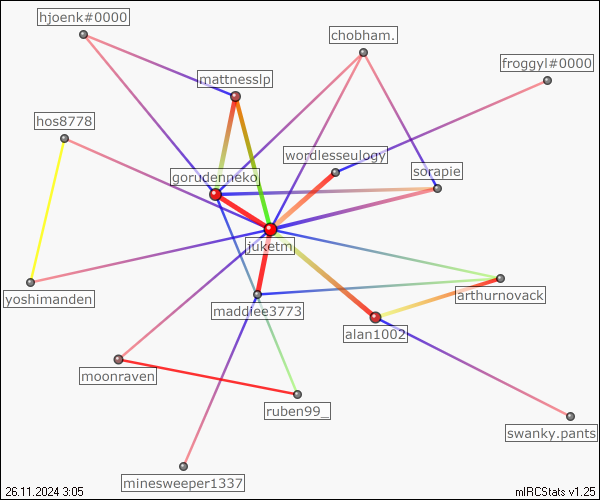 hjoenk#0000
chobham.
froggyl#0000
mattnesslp
hos8778
wordlesseulogy
sorapie
gorudenneko
juketm
yoshimanden
arthurnovack
maddiee3773
alan1002
moonraven
ruben99_
swanky.pants
minesweeper1337
26.11.2024 3:05
mIRCStats v1.25